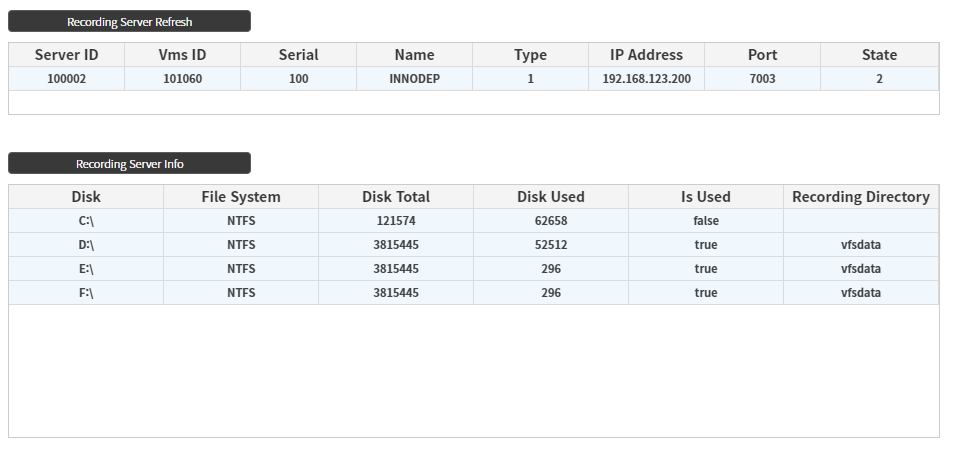 Recording Server Refresh
Server ID Vms ID Serial Name Type IP Address Port State
100002 101060 100 INNODEP 1 192.168.123.200 7003 2
Recording Server Info
Disk File System Disk Total Disk Used Is Used Recording Directory
C:\ NTFS 121574 62658 false
D:\ NTFS 3815445 52512 true vfsdata
E:\ NTFS 3815445 296 true vfsdata
F:\ NTFS 3815445 296 true vfsdata